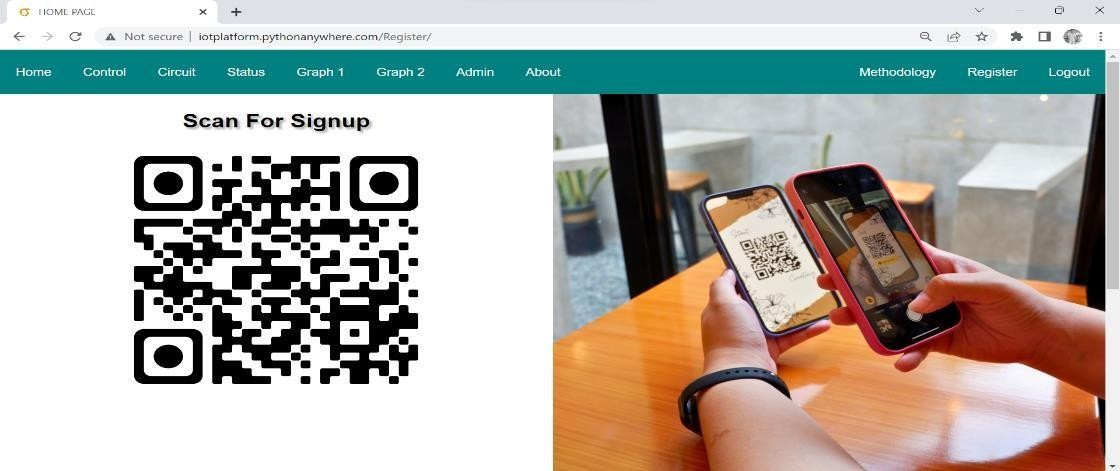 HOME PAGE
Not secure | iotplatform.pythonanywhere.com/Register/
Home Control Circuit Status Graph 1 Graph 2 Admin About Methodology Register Logout
Scan For Signup